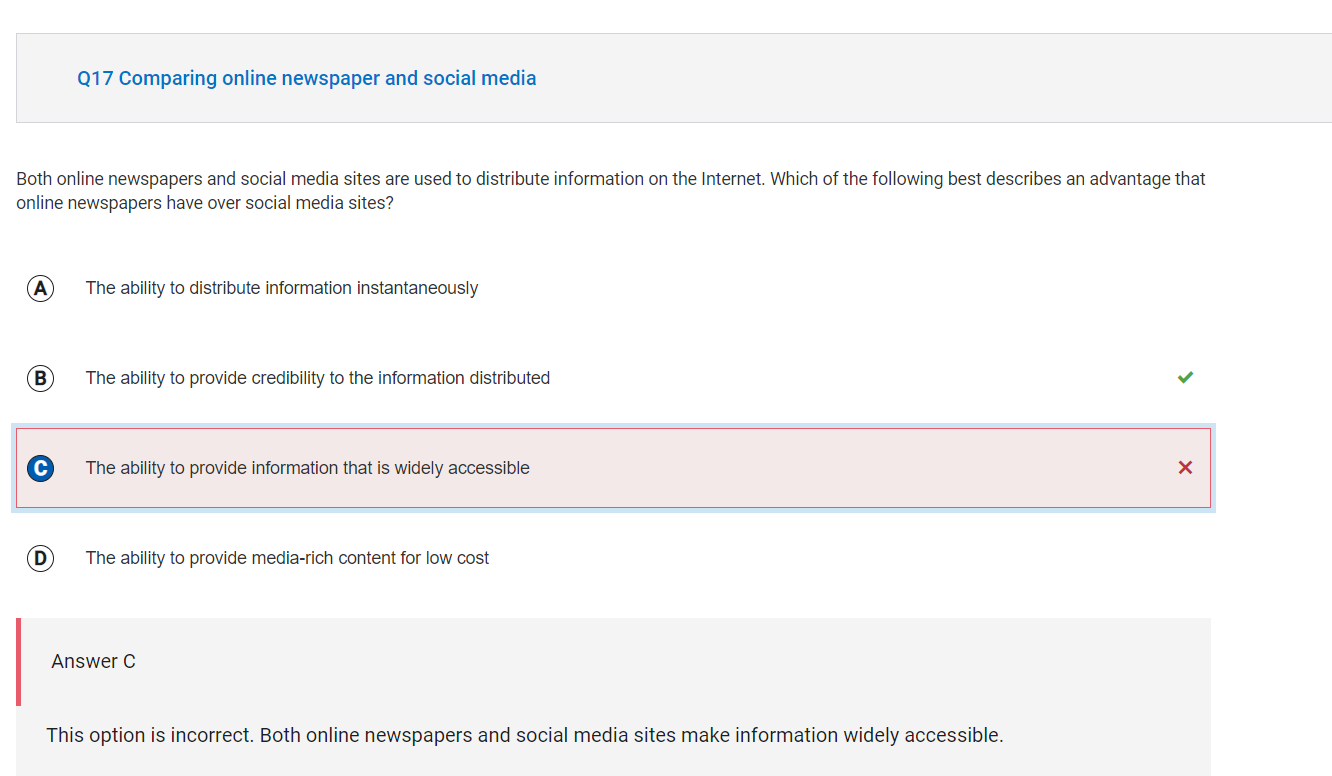 Q17 Comparing online newspaper and social media
Both online newspapers and social media sites are used to distribute information on the Internet. Which of the following best describes an advantage that
online newspapers have over social media sites?
A The ability to distribute information instantaneously
B The ability to provide credibility to the information distributed
C The ability to provide information that is widely accessible
D The ability to provide media-rich content for low cost
Answer C
This option is incorrect. Both online newspapers and social media sites make information widely accessible.